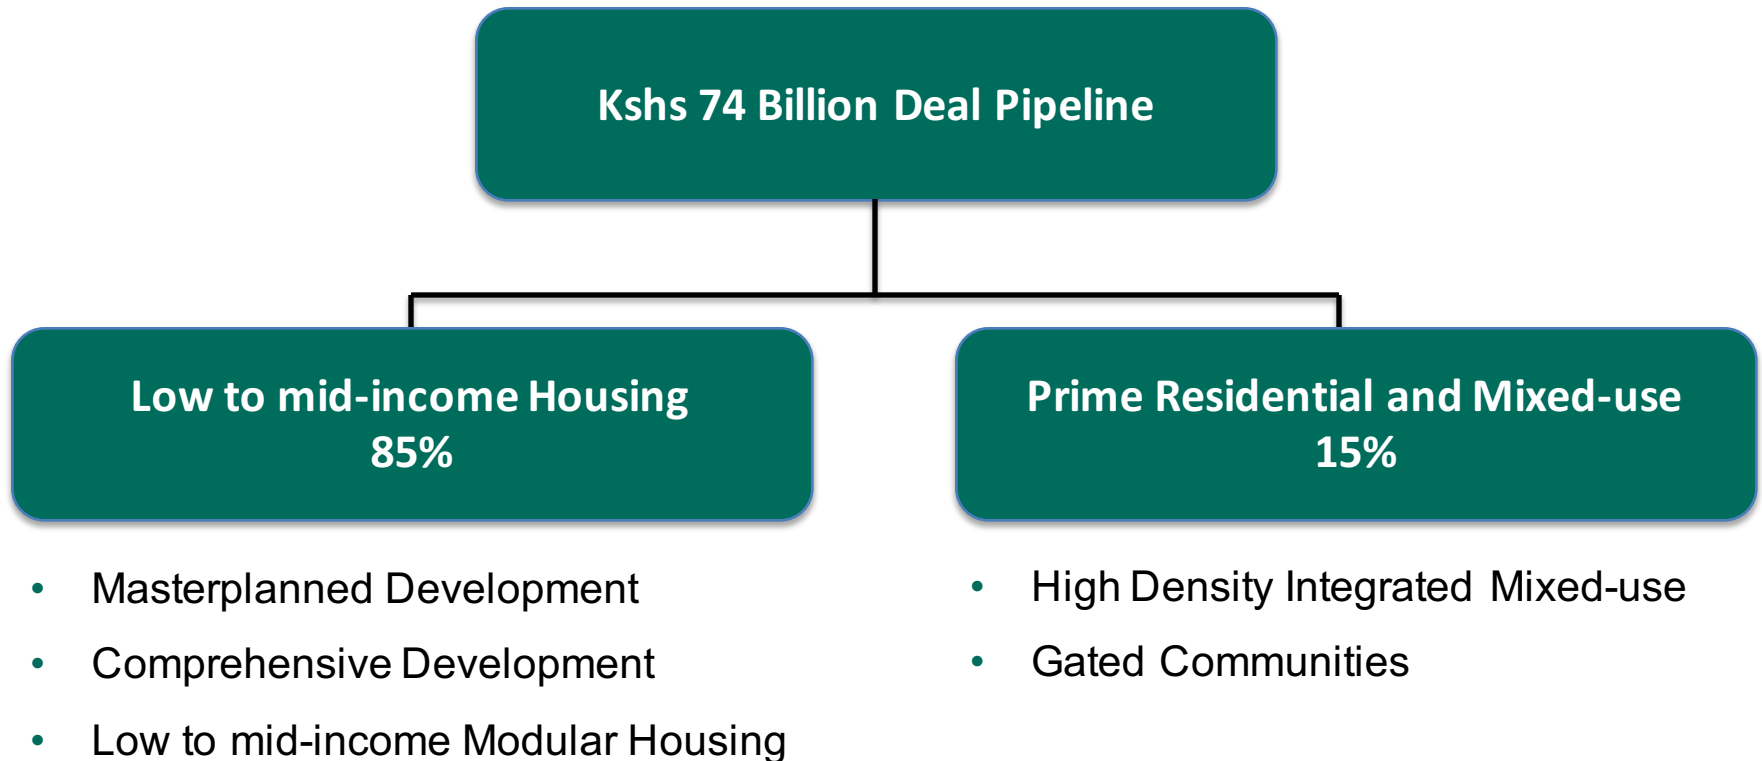 Kshs 74 Billion Deal Pipeline
Low to mid-income Housing
85%
Prime Residential and Mixed-use
15%
• Masterplanned Development
• Comprehensive Development
• Low to mid-income Modular Housing
• High Density Integrated Mixed-use
• Gated Communities